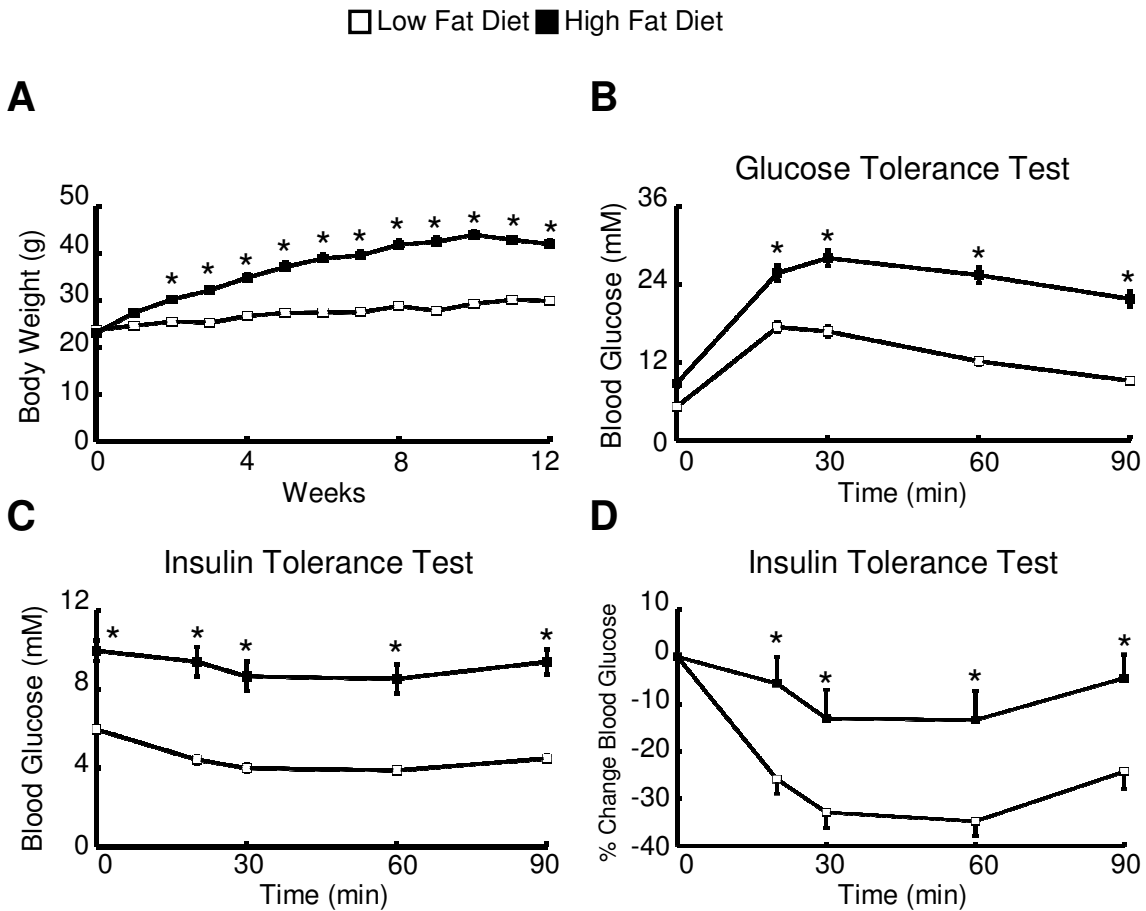 Low Fat Diet High Fat Diet
A
50
40
30
20
10
0
Body Weight (g)
* * * * * * * * * * *
0 4 8 12
Weeks
B
Glucose Tolerance Test
36
24
12
0
Blood Glucose (mM)
* * * *
0 30 60 90
Time (min)
C
Insulin Tolerance Test
12
8
4
0
Blood Glucose (mM)
* * * * *
0 30 60 90
Time (min)
D
Insulin Tolerance Test
10
0
-10
-20
-30
-40
% Change Blood Glucose
* * * *
0 30 60 90
Time (min)